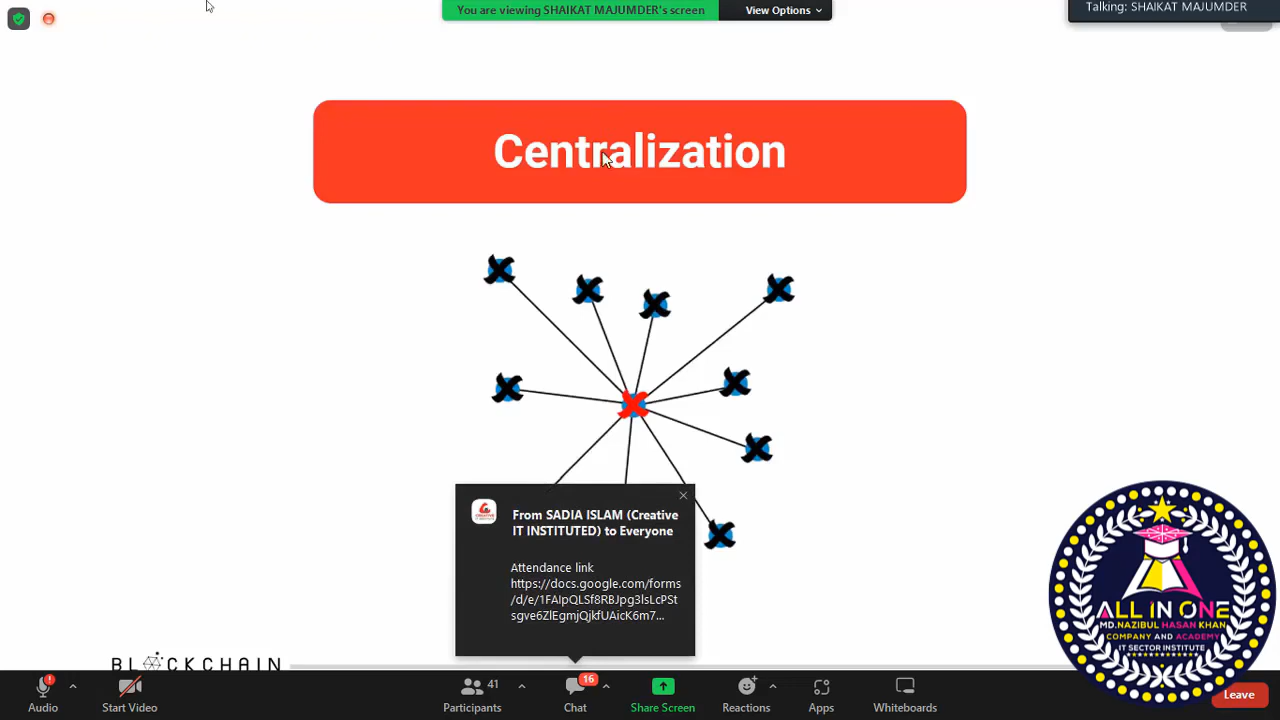 You are viewing SHAIKAT MAJUMDER's screen
View Options
Talking: SHAIKAT MAJUMDER
Centralization
From SADIA ISLAM (Creative
IT INSTITUTED) to Everyone
Attendance link
https://docs.google.com/forms
/d/e/1FAIpQLSf8RBJpg3lsLcPSt
sgve6ZlEgmjQjkfUAicK6m7...
ALL IN ONE
MD.NAZIBUL HASAN KHAN
COMPANY AND ACADEMY
IT SECTOR INSTITUTE
BLOCKCHAIN
Audio
Start Video
41
Participants
16
Chat
Share Screen
Reactions
Apps
Whiteboards
Leave